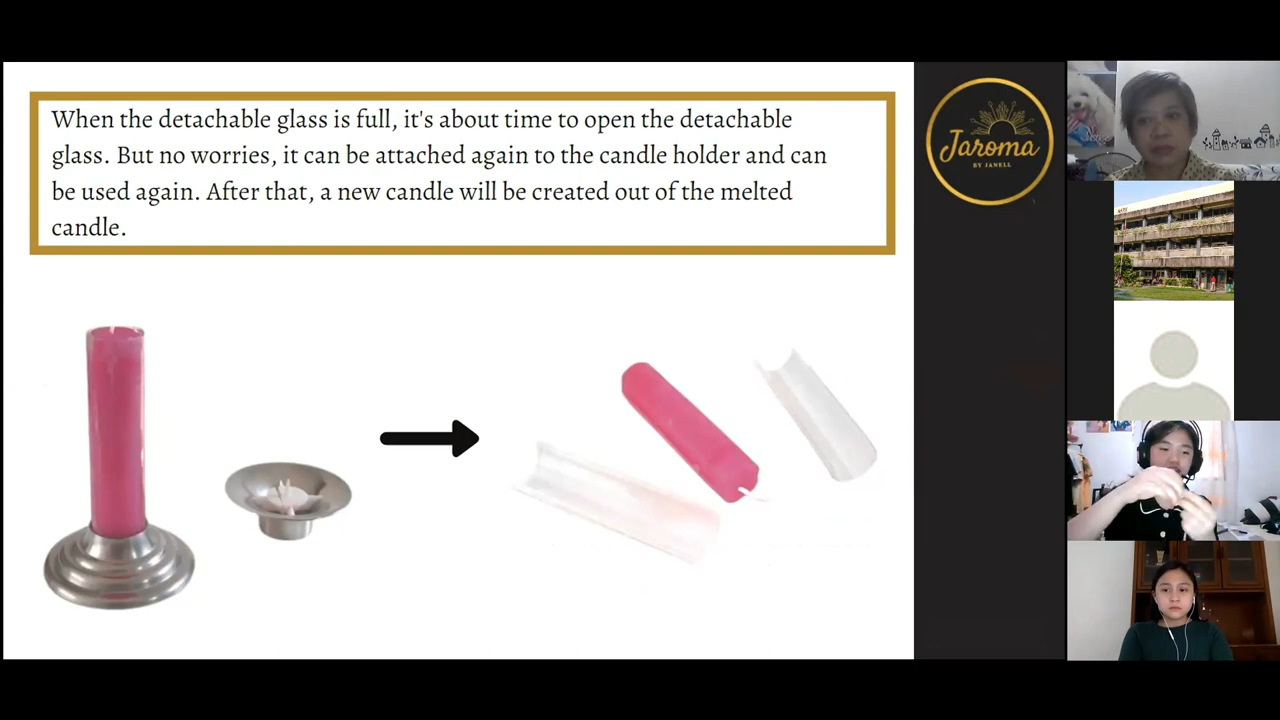 When the detachable glass is full, it's about time to open the detachable
glass. But no worries, it can be attached again to the candle holder and can
be used again. After that, a new candle will be created out of the melted
candle.
Jaroma
BY JANELL